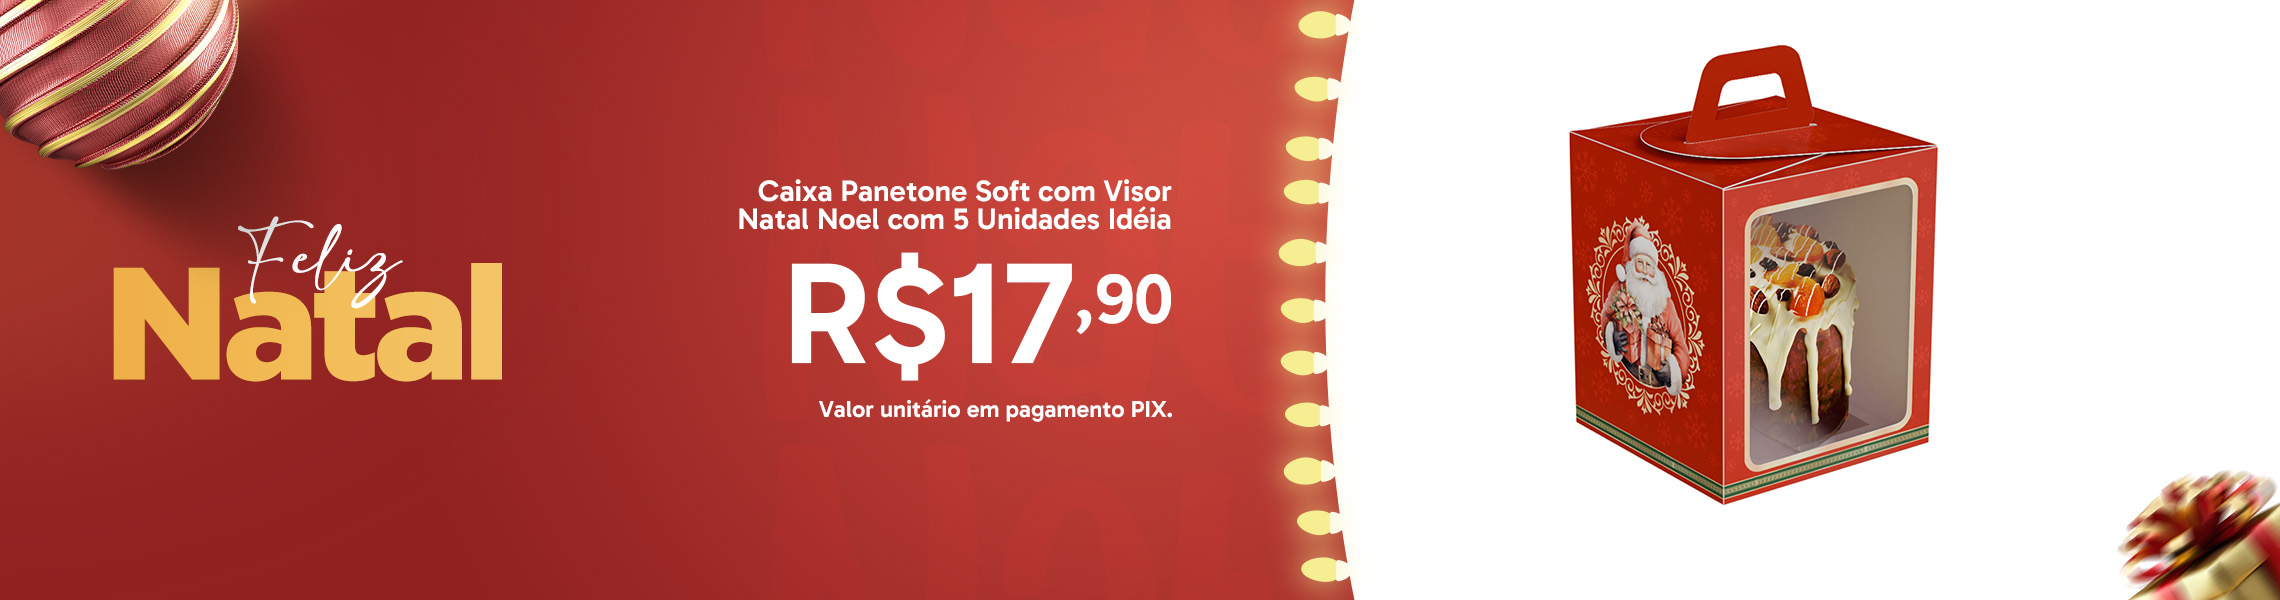 Feliz
Natal
Caixa Panetone Soft com Visor
Natal Noel com 5 Unidades Idéia
R$17,90
Valor unitário em pagamento PIX.